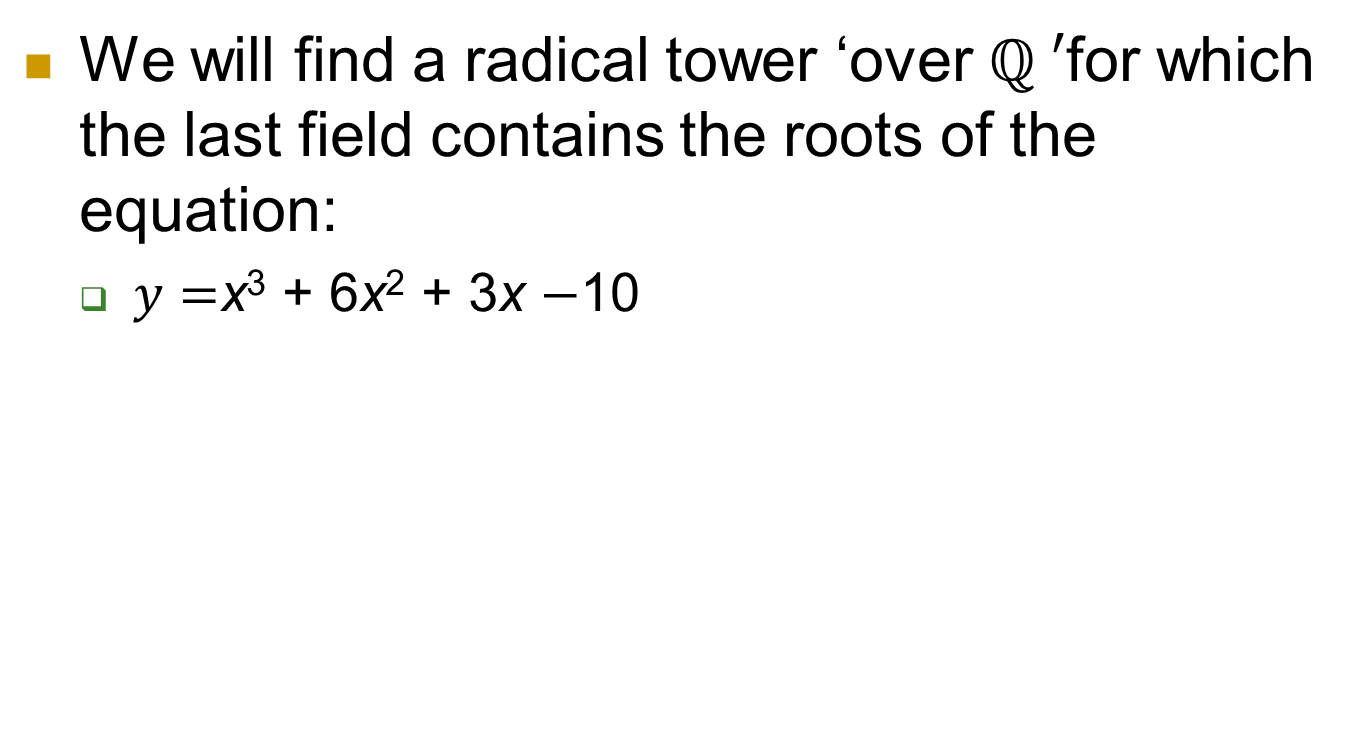 We will find a radical tower ‘over ℚ ′for which
the last field contains the roots of the
equation:
y =x³ + 6x² + 3x −10